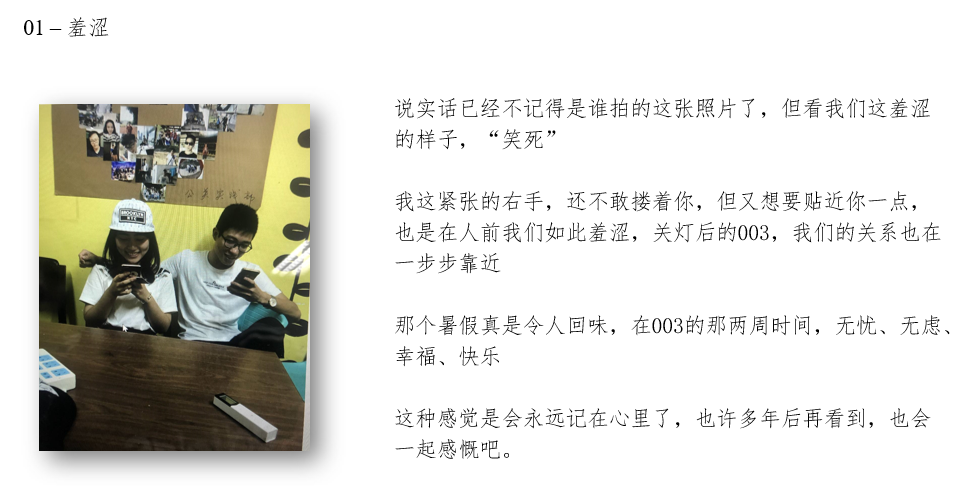 01 – 羞涩
说实话已经不记得是谁拍的这张照片了，但看我们这羞涩
的样子，“笑死”
我这紧张的右手，还不敢搂着你，但又想要贴近你一点，
也是在人前我们如此羞涩，关灯后的003，我们的关系也在
一步步靠近
那个暑假真是令人回味，在003的那两周时间，无忧、无虑、
幸福、快乐
这种感觉是会永远记在心里了，也许多年后再看到，也会
一起感慨吧。
BROOKLYN